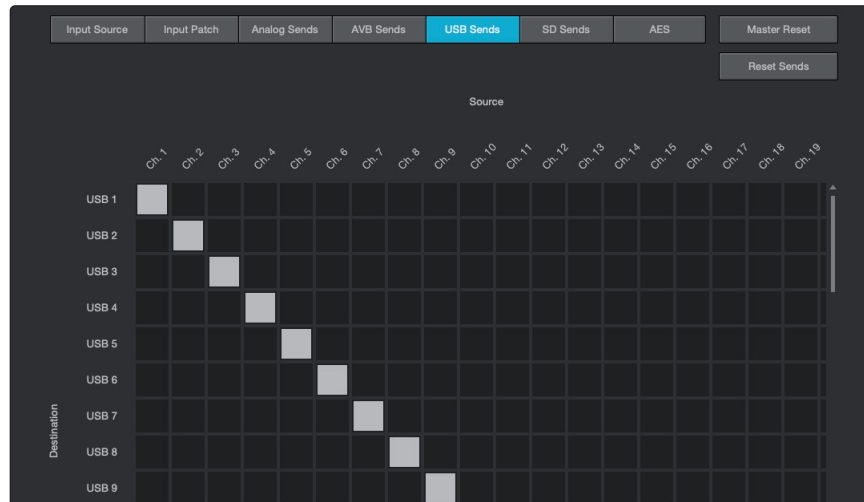 Input Source Input Patch Analog Sends AVB Sends USB Sends SD Sends AES Master Reset
Reset Sends
Source
Ch. 1 Ch. 2 Ch. 3 Ch. 4 Ch. 5 Ch. 6 Ch. 7 Ch. 8 Ch. 9 Ch. 10 Ch. 11 Ch. 12 Ch. 13 Ch. 14 Ch. 15 Ch. 16 Ch. 17 Ch. 18 Ch. 19
USB 1
USB 2
USB 3
USB 4
USB 5
USB 6
USB 7
USB 8
USB 9
Destination